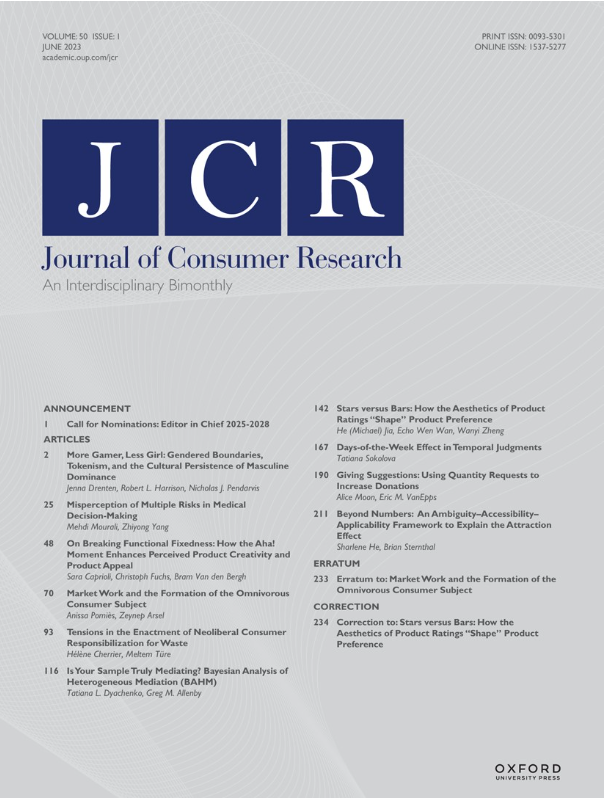 VOLUME: 50 ISSUE: 1
JUNE 2023
academic.oup.com/jcr
PRINT ISSN: 0093-5301
ONLINE ISSN: 1537-5277
J C R
Journal of Consumer Research
An Interdisciplinary Bimonthly
ANNOUNCEMENT
1 Call for Nominations: Editor in Chief 2025-2028
ARTICLES
2 More Gamer, Less Girl: Gendered Boundaries,
Tokenism, and the Cultural Persistence of Masculine
Dominance
Jenna Drenten, Robert L. Harrison, Nicholas J. Pendarvis
25 Misperception of Multiple Risks in Medical
Decision-Making
Mehdi Mourali, Zhiyong Yang
48 On Breaking Functional Fixedness: How the Aha!
Moment Enhances Perceived Product Creativity and
Product Appeal
Sara Caprioli, Christoph Fuchs, Bram Van den Bergh
70 Market Work and the Formation of the Omnivorous
Consumer Subject
Anissa Pomiès, Zeynep Arsel
93 Tensions in the Enactment of Neoliberal Consumer
Responsibilization for Waste
Hélène Cherrier, Meltem Türe
116 Is Your Sample Truly Mediating? Bayesian Analysis of
Heterogeneous Mediation (BAHM)
Tatiana L. Dyachenko, Greg M. Allenby
142 Stars versus Bars: How the Aesthetics of Product
Ratings “Shape” Product Preference
He (Michael) Jia, Echo Wen Wan, Wanyi Zheng
167 Days-of-the-Week Effect in Temporal Judgments
Tatiana Sokolova
190 Giving Suggestions: Using Quantity Requests to
Increase Donations
Alice Moon, Eric M. VanEpps
211 Beyond Numbers: An Ambiguity–Accessibility–
Applicability Framework to Explain the Attraction
Effect
Sharlene He, Brian Sternthal
ERRATUM
233 Erratum to: Market Work and the Formation of the
Omnivorous Consumer Subject
CORRECTION
234 Correction to: Stars versus Bars: How the
Aesthetics of Product Ratings “Shape” Product
Preference
OXFORD
UNIVERSITY PRESS